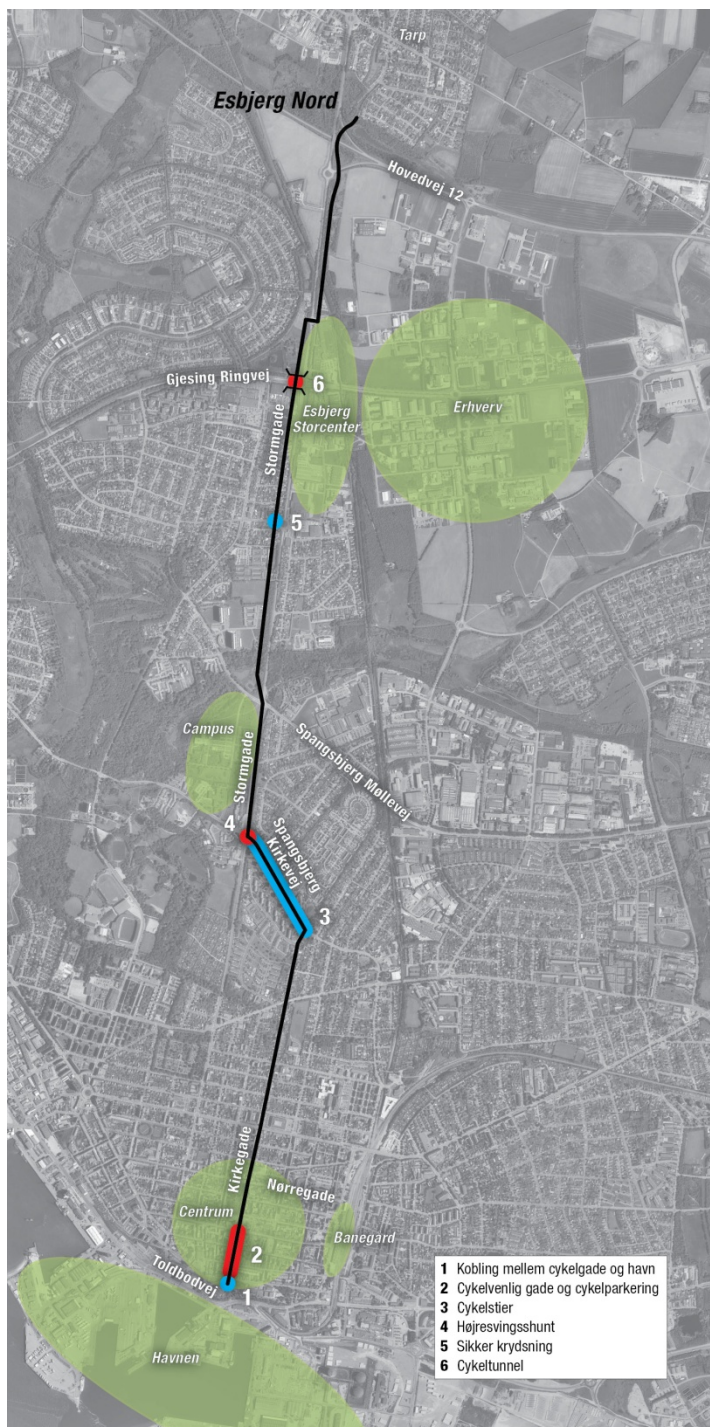 Tarp
Esbjerg Nord
Hovedvej 12
Gjesing Ringvej
6
Stormgade
Esbjerg
Storcenter
Erhverv
5
Campus
Stormgade
Spangsbjerg Møllevej
4
Spangsbjerg
Kirkevej
3
Kirkegade
Nørregade
Centrum
2
Banegård
Toldbodvej
1
Havnen
1 Kobling mellem cykelgade og havn
2 Cykelvenlig gade og cykelparkering
3 Cykelstier
4 Højresvingsshunt
5 Sikker krydsning
6 Cykeltunnel